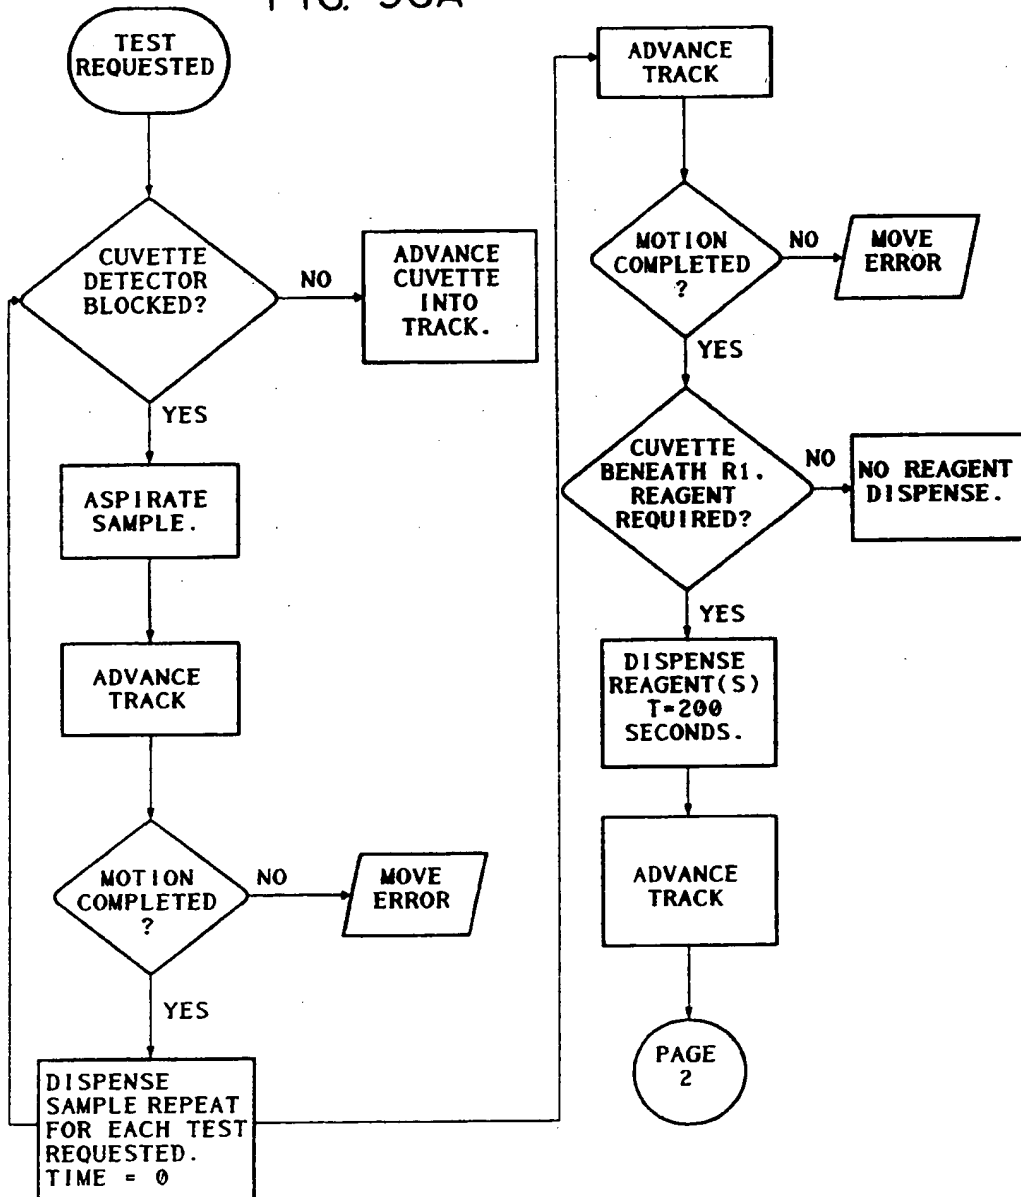 FIG. 50A
TEST
REQUESTED
CUVETTE
DETECTOR
BLOCKED?
NO
ADVANCE
CUVETTE
INTO
TRACK.
YES
ASPIRATE
SAMPLE.
ADVANCE
TRACK
MOTION
COMPLETED
?
NO
MOVE
ERROR
YES
DISPENSE
SAMPLE REPEAT
FOR EACH TEST
REQUESTED.
TIME = 0
ADVANCE
TRACK
MOTION
COMPLETED
?
NO
MOVE
ERROR
YES
CUVETTE
BENEATH R1.
REAGENT
REQUIRED?
NO
NO REAGENT
DISPENSE.
YES
DISPENSE
REAGENT(S)
T=200
SECONDS.
ADVANCE
TRACK
PAGE
2